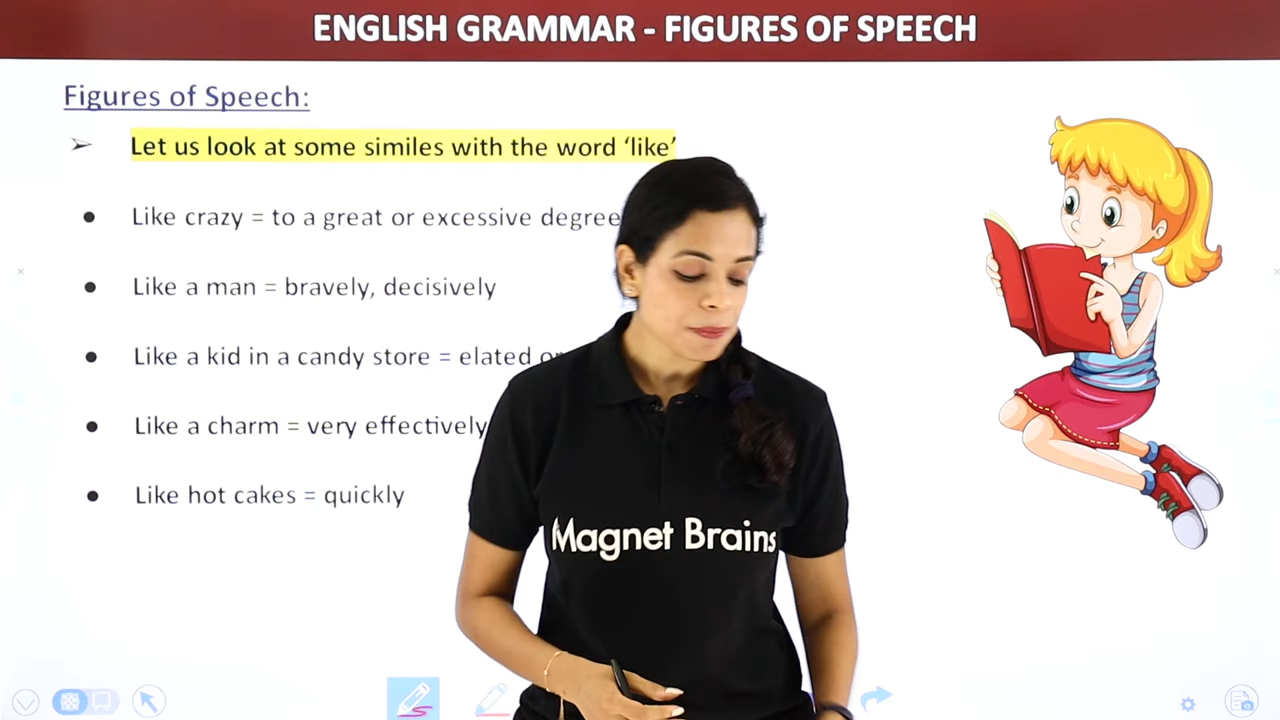 ENGLISH GRAMMAR - FIGURES OF SPEECH
Figures of Speech:
➢ Let us look at some similes with the word ‘like’
● Like crazy = to a great or excessive degree
● Like a man = bravely, decisively
● Like a kid in a candy store = elated
● Like a charm = very effectively
● Like hot cakes = quickly
Magnet Brains